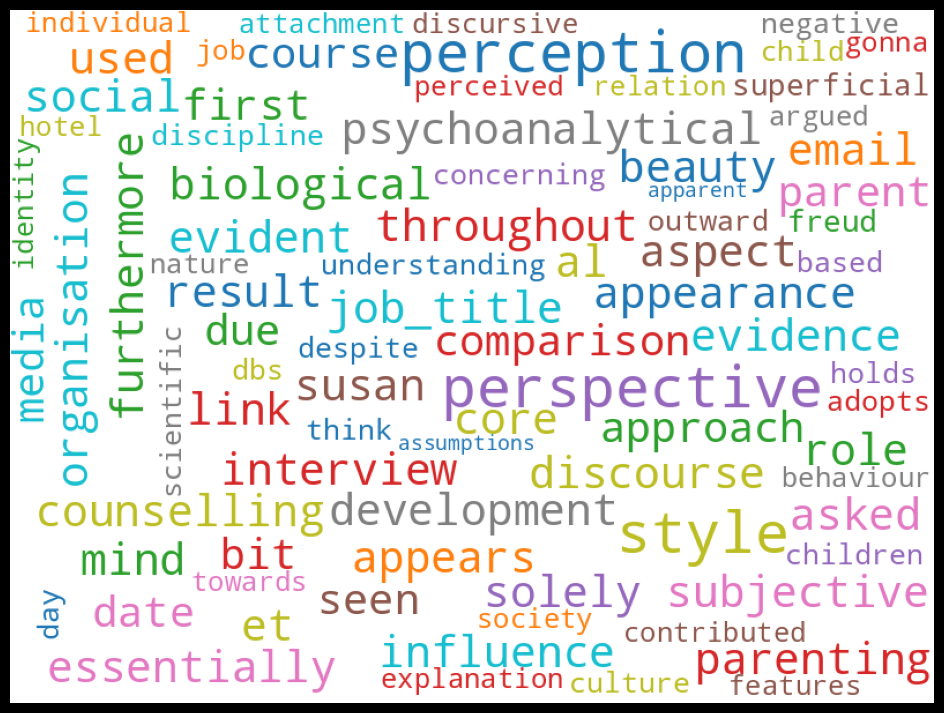 individual attachment discursive negative
used job course perception child gonna
social first perceived relation superficial
hotel discipline psychoanalytical argued
identity furthermore biological concerning beauty email
apparent parent
organisation evident throughout outward freud
nature understanding al aspect based
media result job_title appearance
due despite comparison evidence
scientific dbs susan perspective holds
link core adopts
think assumptions approach role
interview discourse behaviour
counselling development style asked
mind bit appears children
day towards seen solely subjective
date et society contributed
essentially influence parenting
explanation culture features